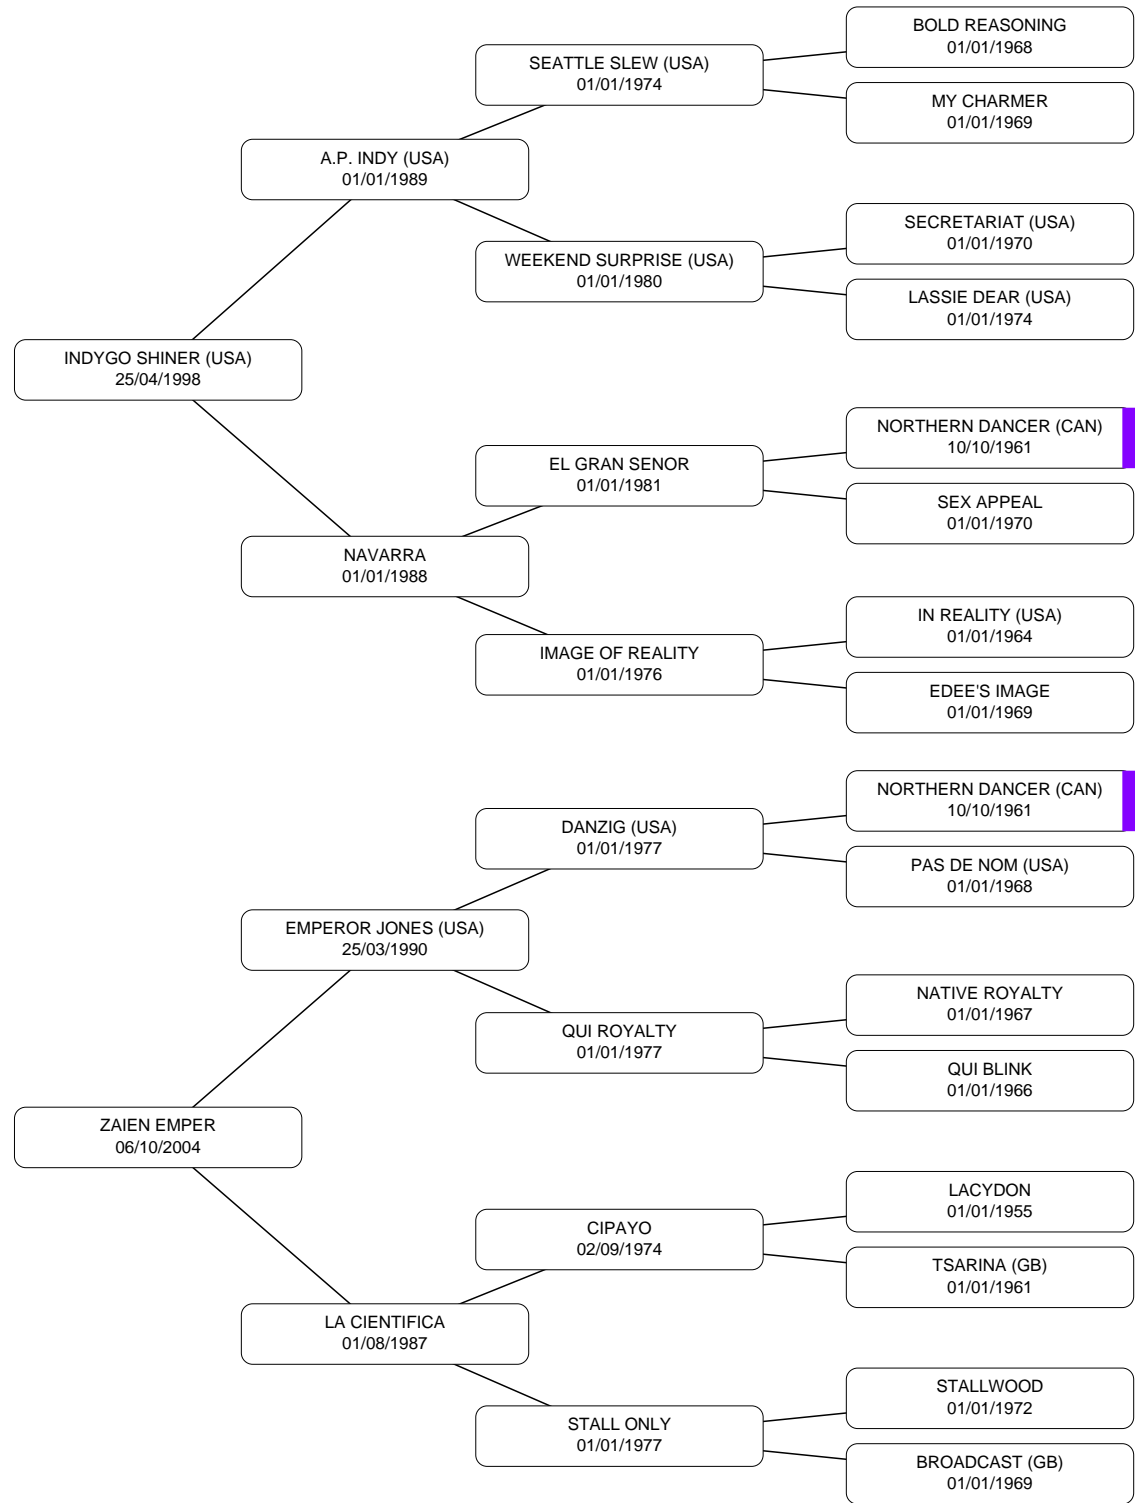 BOLD REASONING
01/01/1968
SEATTLE SLEW (USA)
01/01/1974
MY CHARMER
01/01/1969
A.P. INDY (USA)
01/01/1989
SECRETARIAT (USA)
01/01/1970
WEEKEND SURPRISE (USA)
01/01/1980
LASSIE DEAR (USA)
01/01/1974
INDYGO SHINER (USA)
25/04/1998
NORTHERN DANCER (CAN)
10/10/1961
EL GRAN SENOR
01/01/1981
SEX APPEAL
01/01/1970
NAVARRA
01/01/1988
IN REALITY (USA)
01/01/1964
IMAGE OF REALITY
01/01/1976
EDEE'S IMAGE
01/01/1969
NORTHERN DANCER (CAN)
10/10/1961
DANZIG (USA)
01/01/1977
PAS DE NOM (USA)
01/01/1968
EMPEROR JONES (USA)
25/03/1990
NATIVE ROYALTY
01/01/1967
QUI ROYALTY
01/01/1977
QUI BLINK
01/01/1966
ZAIEN EMPER
06/10/2004
LACYDON
01/01/1955
CIPAYO
02/09/1974
TSARINA (GB)
01/01/1961
LA CIENTIFICA
01/08/1987
STALLWOOD
01/01/1972
STALL ONLY
01/01/1977
BROADCAST (GB)
01/01/1969